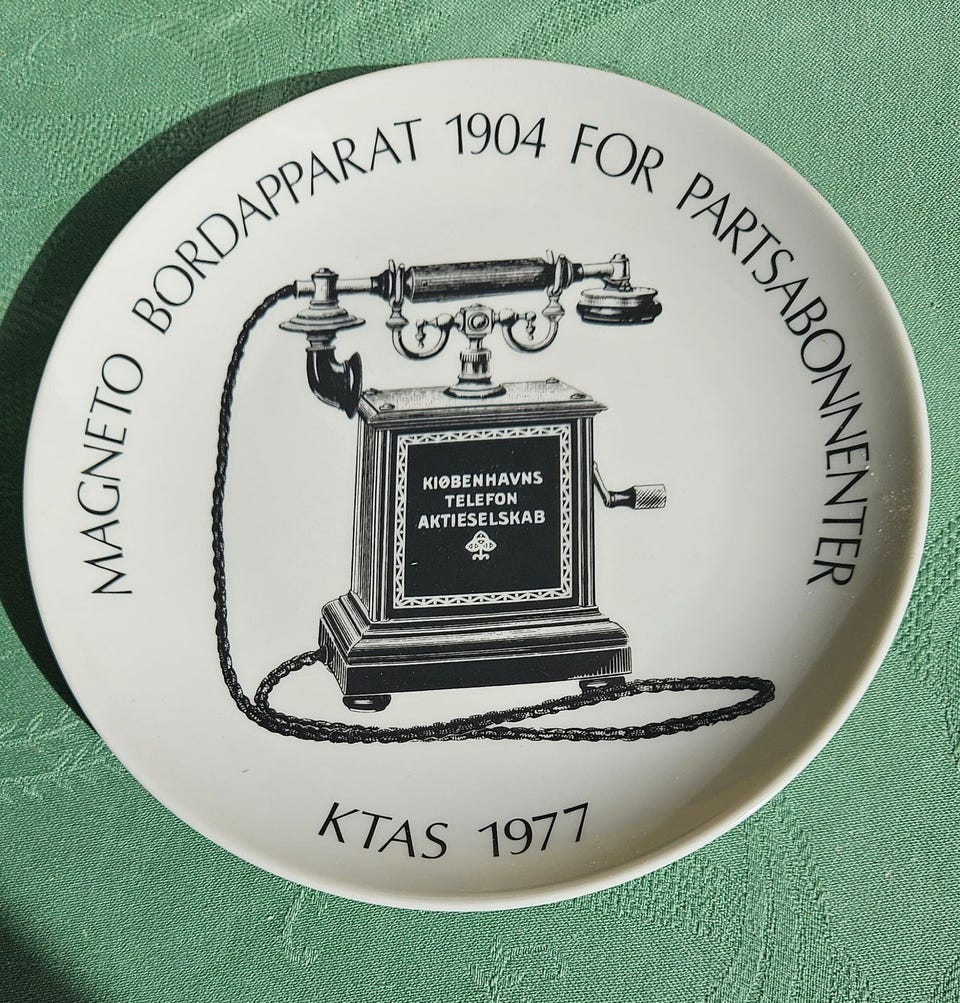 MAGNETO BORDAPPARAT 1904 FOR PARTSABONNENTER
KIØBENHAVNS
TELEFON
AKTIESELSKAB
KTAS 1977